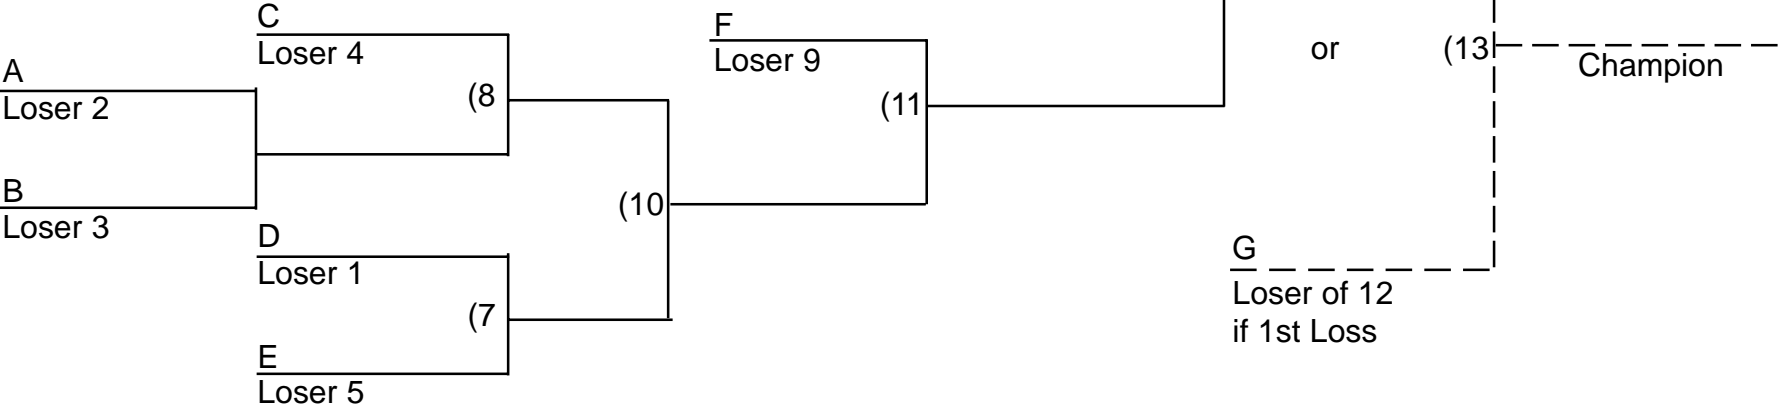 C
Loser 4
F
Loser 9
or
(13
Champion
A
Loser 2
(8
(11
B
Loser 3
(10
D
Loser 1
G
Loser of 12
if 1st Loss
(7
E
Loser 5